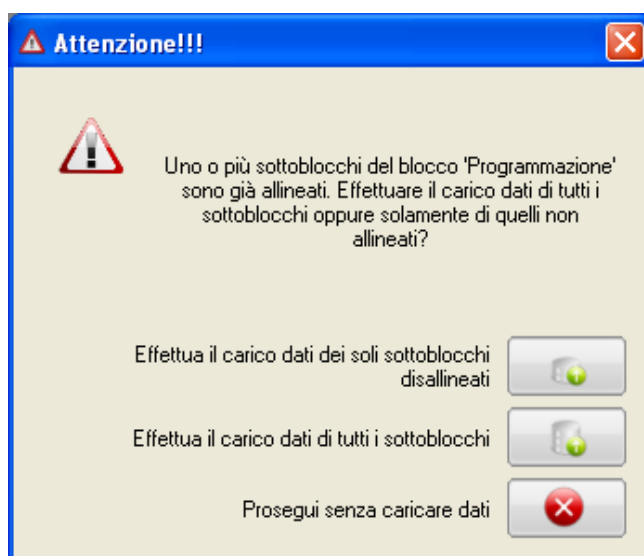 Attenzione!!!
Uno o più sottoblocchi del blocco 'Programmazione'
sono già allineati. Effettuare il carico dati di tutti i
sottoblocchi oppure solamente di quelli non
allineati?
Effettua il carico dati dei soli sottoblocchi
disallineati
Effettua il carico dati di tutti i sottoblocchi
Prosegui senza caricare dati